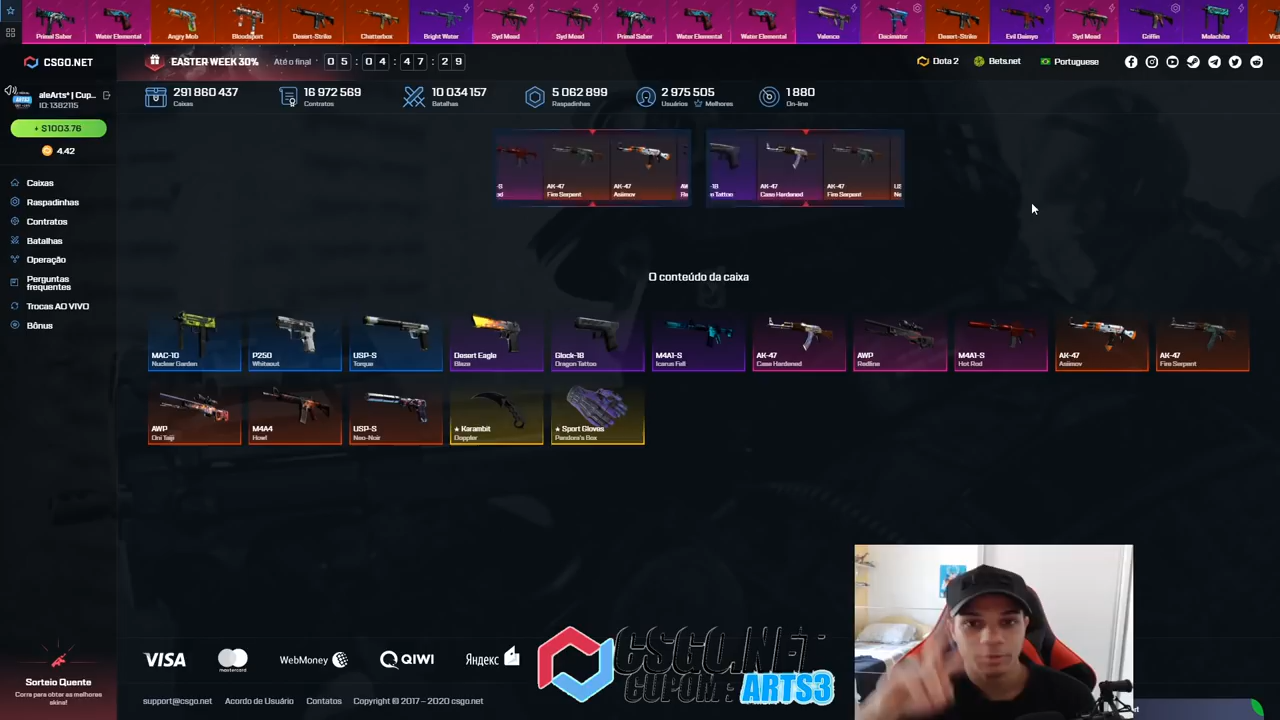 Primal Saber
Water Elemental
Angry Mob
Bloodsport
Desert-Strike
Chatterbox
Bright Water
Syd Mead
Syd Mead
Primal Saber
Water Elemental
Water Elemental
Valence
Decimator
Desert-Strike
Evil Daimyo
Syd Mead
Griffin
Malachite
CSGO.NET
EASTER WEEK 30%
Até o final
0 5 : 0 4 : 4 7 : 2 9
Dota 2
Bets.net
Portuguese
aleArts* | Cup...
ID: 1382115
+ $1003.76
4.42
291 860 437
Caixas
16 972 569
Contratos
10 034 157
Batalhas
5 062 899
Raspadinhas
2 975 505
Usuários
Melhores
1 880
On-line
Caixas
Raspadinhas
Contratos
Batalhas
Operação
Perguntas
frequentes
Trocas AO VIVO
Bônus
AK-47
Fire Serpent
AK-47
Asiimov
e Tattoo
AK-47
Case Hardened
AK-47
Fire Serpent
O conteúdo da caixa
MAC-10
Nuclear Garden
P250
Whiteout
USP-S
Torque
Desert Eagle
Blaze
Glock-18
Dragon Tattoo
M4A1-S
Icarus Fell
AK-47
Case Hardened
AWP
Redline
M4A1-S
Hot Rod
AK-47
Asiimov
AK-47
Fire Serpent
AWP
Oni Taiji
M4A4
Howl
USP-S
Neo-Noir
★ Karambit
Doppler
★ Sport Gloves
Pandora's Box
Sorteio Quente
Corra para obter as melhores
skins!
VISA
mastercard
WebMoney
QIWI
Яндекс
CSGO.NET
CUPOM: ARTS3
support@csgo.net
Acordo de Usuário
Contatos
Copyright © 2017 – 2020 csgo.net